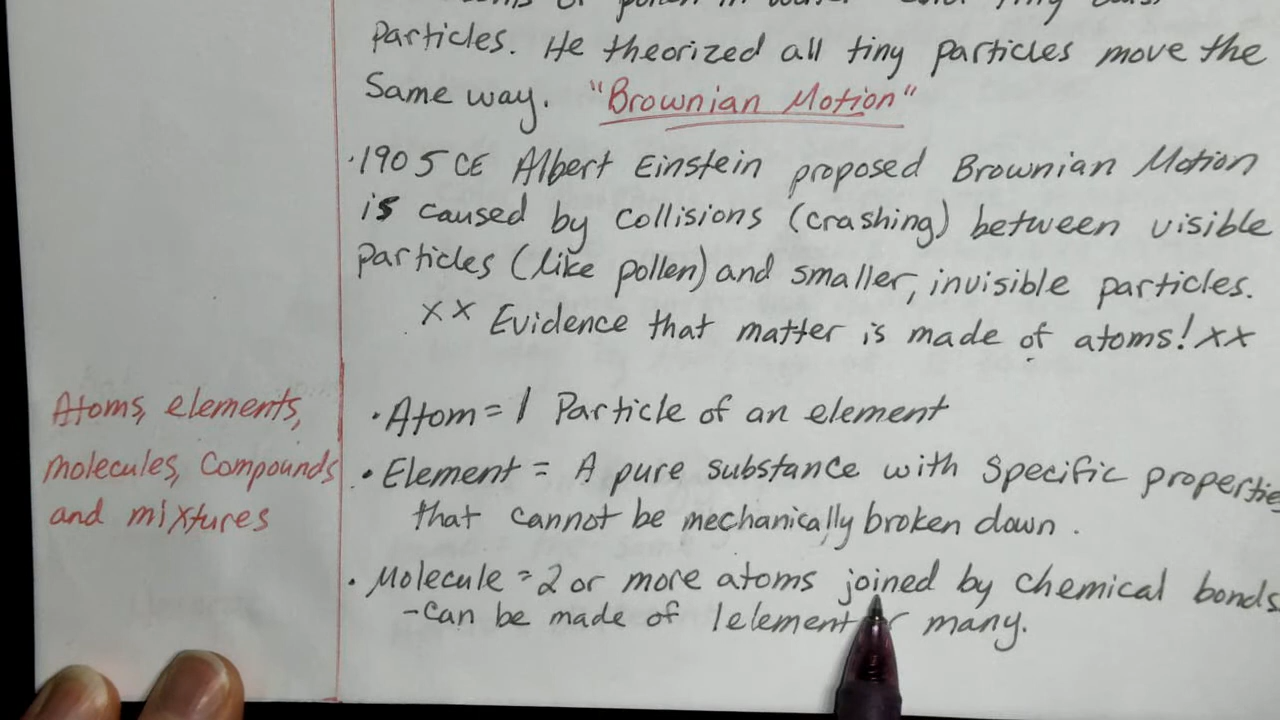 Particles. He theorized all tiny particles move the
Same way. "Brownian Motion"
·1905 CE Albert Einstein proposed Brownian Motion
is caused by collisions (crashing) between visible
particles (like pollen) and smaller, invisible particles.
xx Evidence that matter is made of atoms! xx
Atoms, elements,
molecules, Compounds
and mixtures
·Atom = 1 Particle of an element
·Element = A pure substance with Specific propertie
that cannot be mechanically broken down.
·Molecule = 2 or more atoms joined by chemical bonds
-Can be made of 1element many.